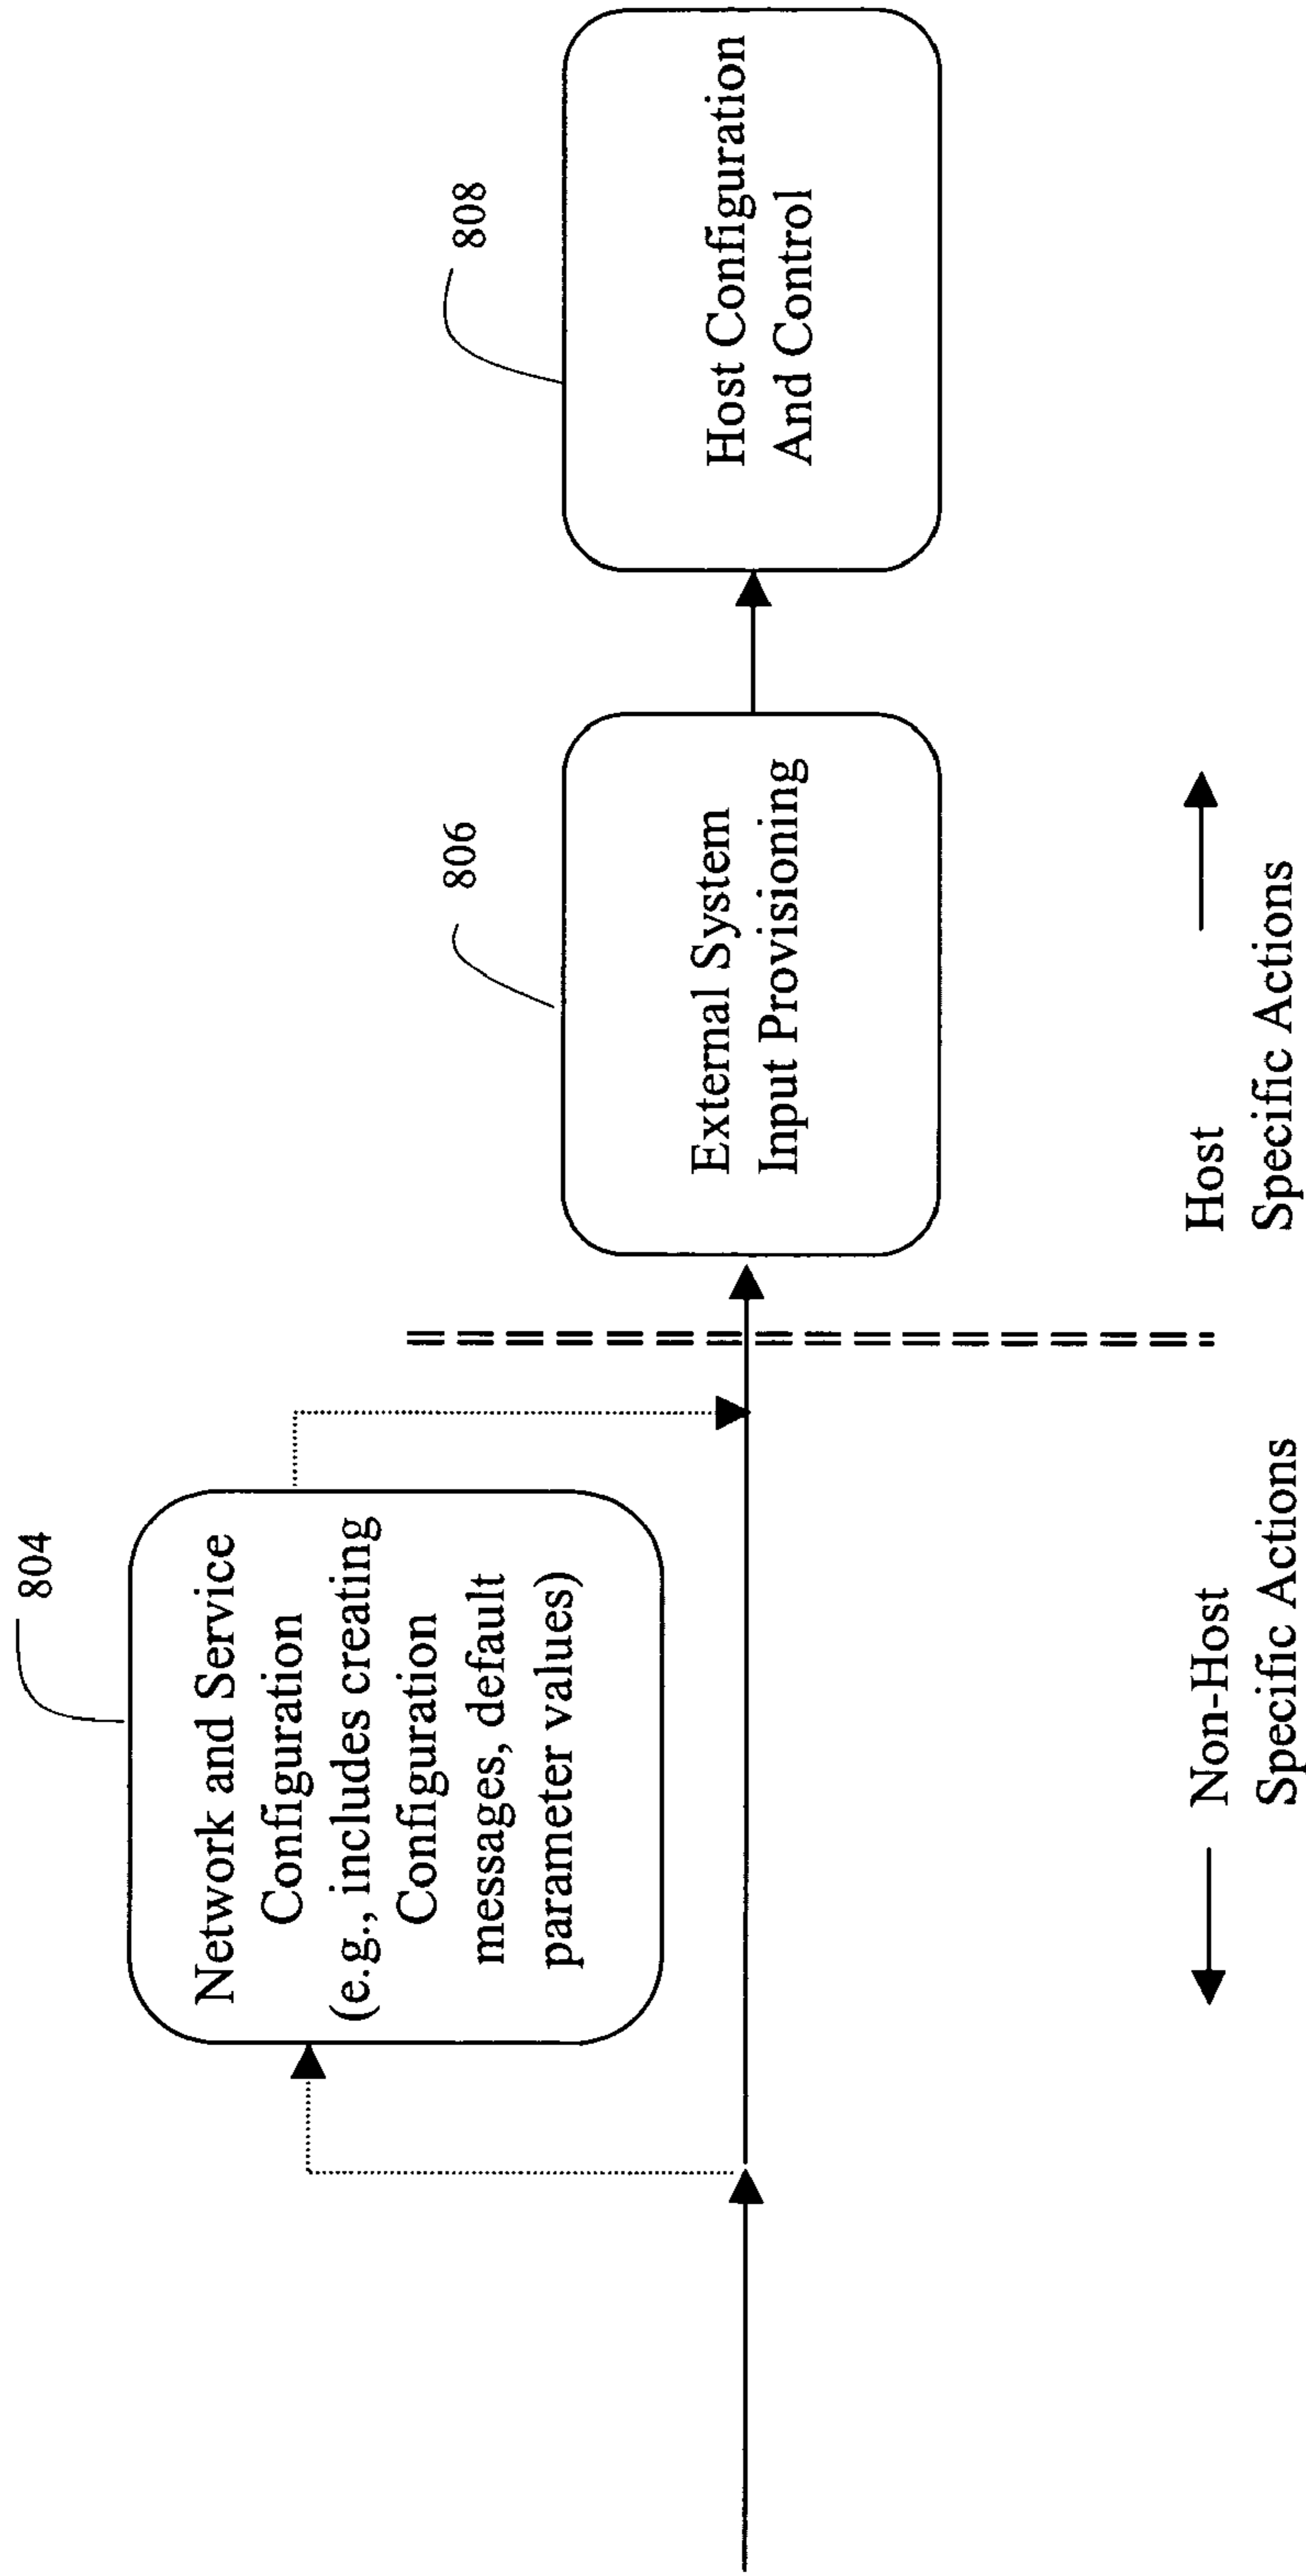 804
Network and Service
Configuration
(e.g., includes creating
Configuration
messages, default
parameter values)
806
External System
Input Provisioning
808
Host Configuration
And Control
Non-Host
Specific Actions
Host
Specific Actions